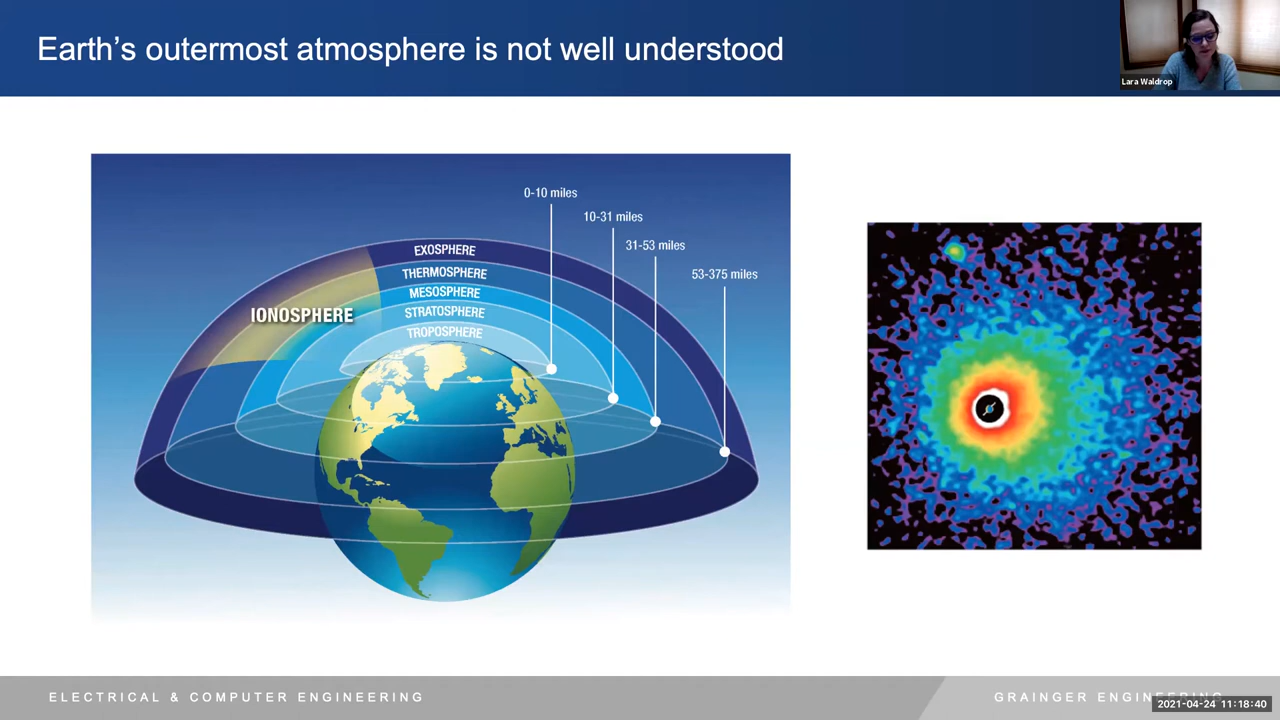 Earth's outermost atmosphere is not well understood
Lara Waldrop
0-10 miles
10-31 miles
31-53 miles
53-375 miles
EXOSPHERE
THERMOSPHERE
MESOSPHERE
STRATOSPHERE
TROPOSPHERE
IONOSPHERE
ELECTRICAL & COMPUTER ENGINEERING
GRAINGER ENGINEERING
2021-04-24 11:18:40